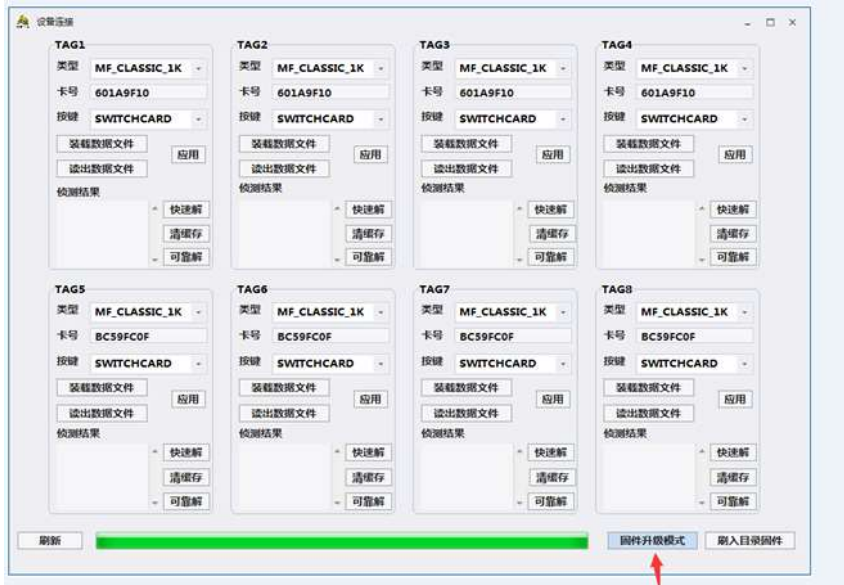 设备连接
TAG1 TAG2 TAG3 TAG4
类型 MF_CLASSIC_1K 类型 MF_CLASSIC_1K 类型 MF_CLASSIC_1K 类型 MF_CLASSIC_1K
卡号 601A9F10 卡号 601A9F10 卡号 601A9F10 卡号 601A9F10
按键 SWITCHCARD 按键 SWITCHCARD 按键 SWITCHCARD 按键 SWITCHCARD
装载数据文件 装载数据文件 装载数据文件 装载数据文件
应用 应用 应用 应用
读出数据文件 读出数据文件 读出数据文件 读出数据文件
侦测结果 侦测结果 侦测结果 侦测结果
快速解 快速解 快速解 快速解
清缓存 清缓存 清缓存 清缓存
可靠解 可靠解 可靠解 可靠解
TAG5 TAG6 TAG7 TAG8
类型 MF_CLASSIC_1K 类型 MF_CLASSIC_1K 类型 MF_CLASSIC_1K 类型 MF_CLASSIC_1K
卡号 BC59FC0F 卡号 BC59FC0F 卡号 BC59FC0F 卡号 BC59FC0F
按键 SWITCHCARD 按键 SWITCHCARD 按键 SWITCHCARD 按键 SWITCHCARD
装载数据文件 装载数据文件 装载数据文件 装载数据文件
应用 应用 应用 应用
读出数据文件 读出数据文件 读出数据文件 读出数据文件
侦测结果 侦测结果 侦测结果 侦测结果
快速解 快速解 快速解 快速解
清缓存 清缓存 清缓存 清缓存
可靠解 可靠解 可靠解 可靠解
刷新 固件升级模式 刷入目录固件